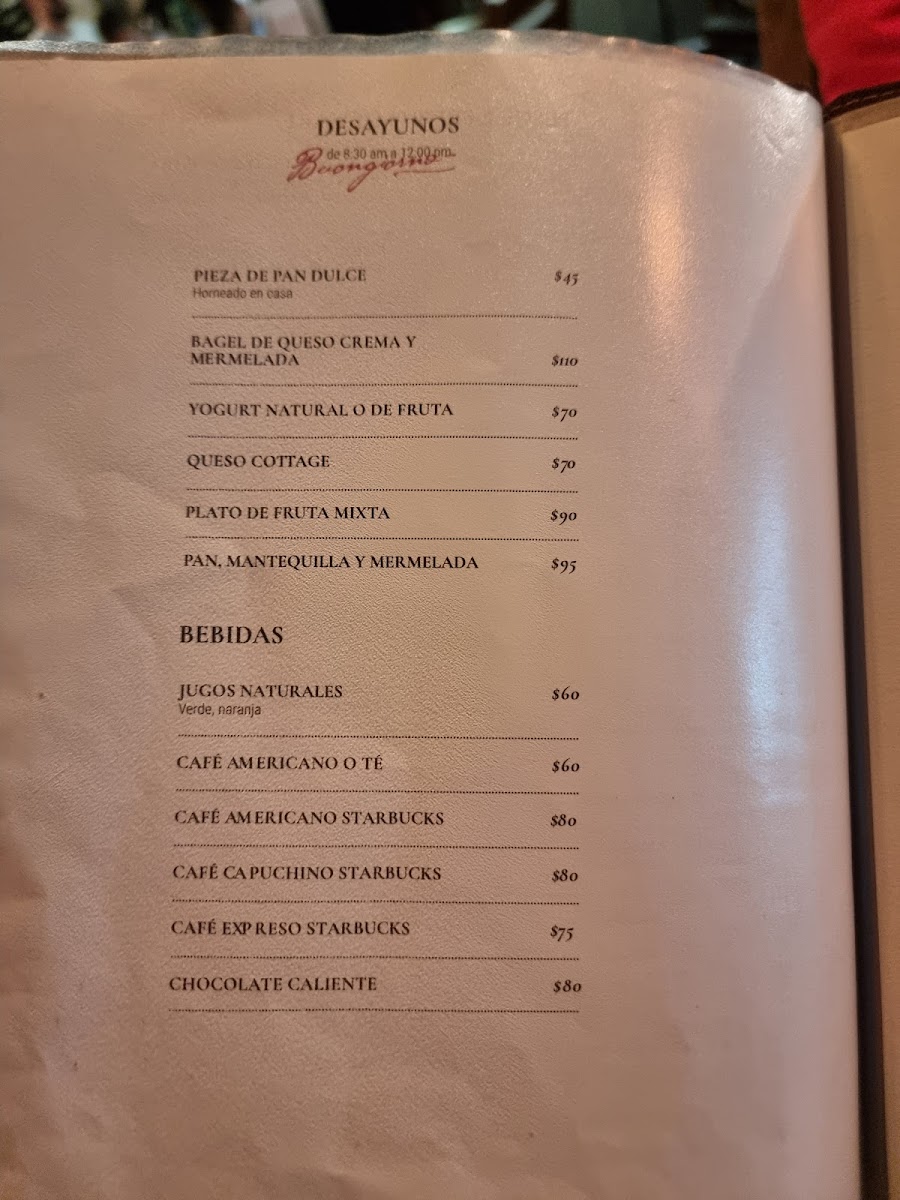 DESAYUNOS
de 8.30 am a 12:00 pm.
Buongiorno
PIEZA DE PAN DULCE $45
Horneado en casa
BAGEL DE QUESO CREMA Y
MERMELADA $110
YOGURT NATURAL O DE FRUTA $70
QUESO COTTAGE $70
PLATO DE FRUTA MIXTA $90
PAN, MANTEQUILLA Y MERMELADA $95
BEBIDAS
JUGOS NATURALES $60
Verde, naranja
CAFÉ AMERICANO O TÉ $60
CAFÉ AMERICANO STARBUCKS $80
CAFÉ CAPUCHINO STARBUCKS $80
CAFÉ EXPRESO STARBUCKS $75
CHOCOLATE CALIENTE $80